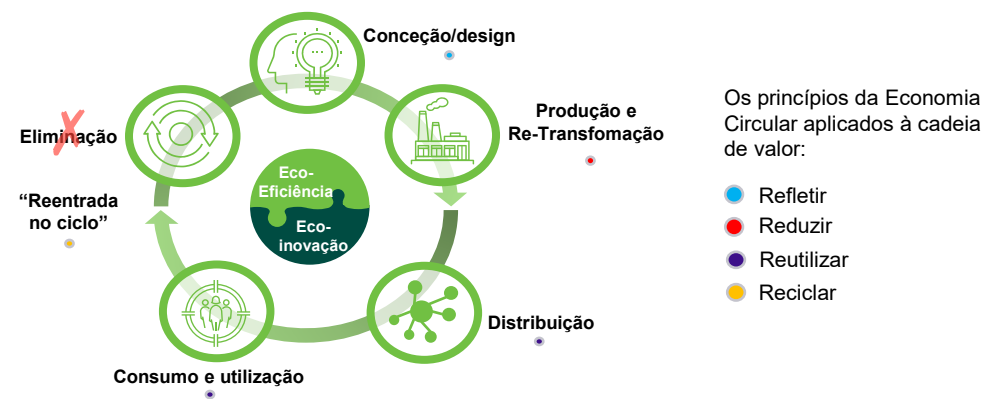 Conceção/design
Produção e
Re-Transfomação
Distribuição
Consumo e utilização
“Reentrada
no ciclo”
Eliminação
Eco-
Eficiência
Eco-
inovação
Os princípios da Economia
Circular aplicados à cadeia
de valor:
Refletir
Reduzir
Reutilizar
Reciclar